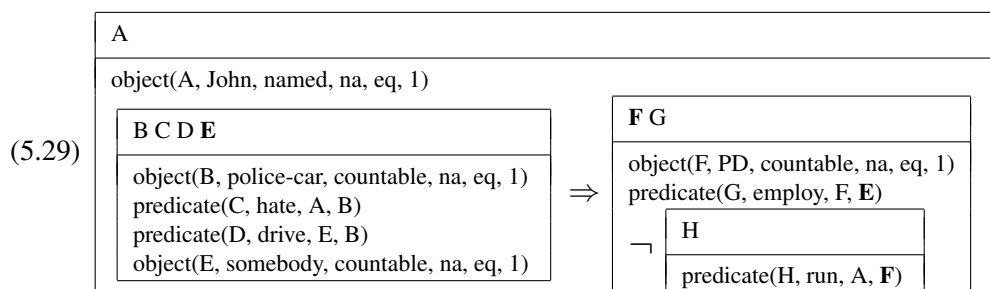 A
object(A, John, named, na, eq, 1)
(5.29)
B C D E
object(B, police-car, countable, na, eq, 1)
predicate(C, hate, A, B)
predicate(D, drive, E, B)
object(E, somebody, countable, na, eq, 1)
⇒
F G
object(F, PD, countable, na, eq, 1)
predicate(G, employ, F, E)
¬
H
predicate(H, run, A, F)